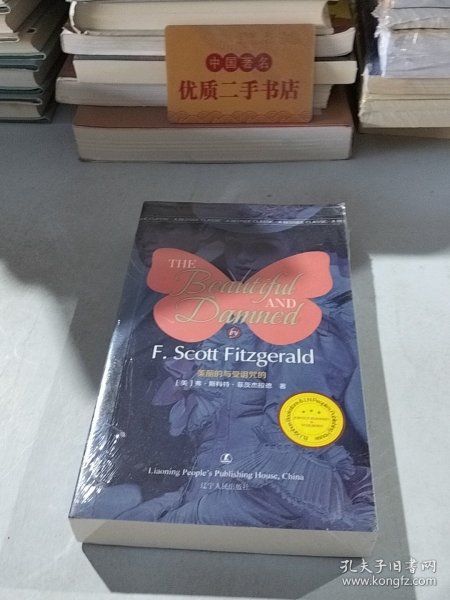 中国著名
优质二手书店
THE
Beautiful
AND
Damned
by
F. Scott Fitzgerald
美丽的与受诅咒的
［美］弗·斯科特·菲茨杰拉德 著
Liaoning People's Publishing House, China
辽宁人民出版社
孔夫子旧书网
www.kongfz.com